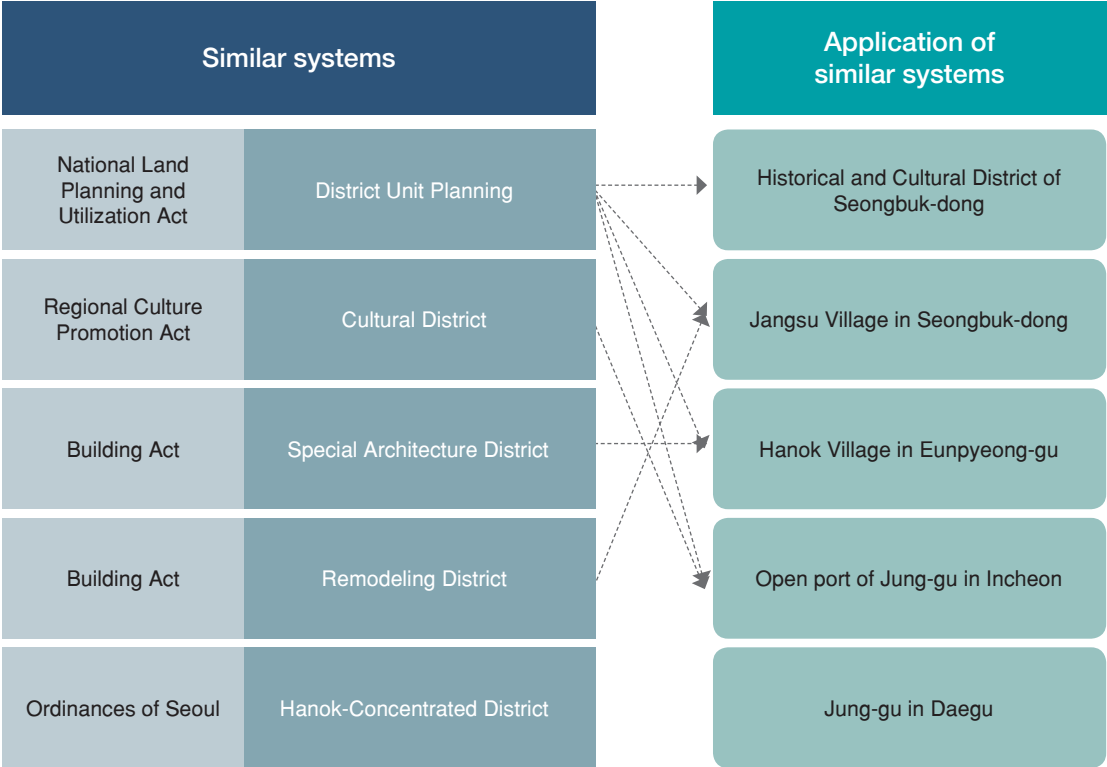 Similar systems
Application of
similar systems
National Land
Planning and
Utilization Act
District Unit Planning
Historical and Cultural District of
Seongbuk-dong
Regional Culture
Promotion Act
Cultural District
Jangsu Village in Seongbuk-dong
Building Act
Special Architecture District
Hanok Village in Eunpyeong-gu
Building Act
Remodeling District
Open port of Jung-gu in Incheon
Ordinances of Seoul
Hanok-Concentrated District
Jung-gu in Daegu